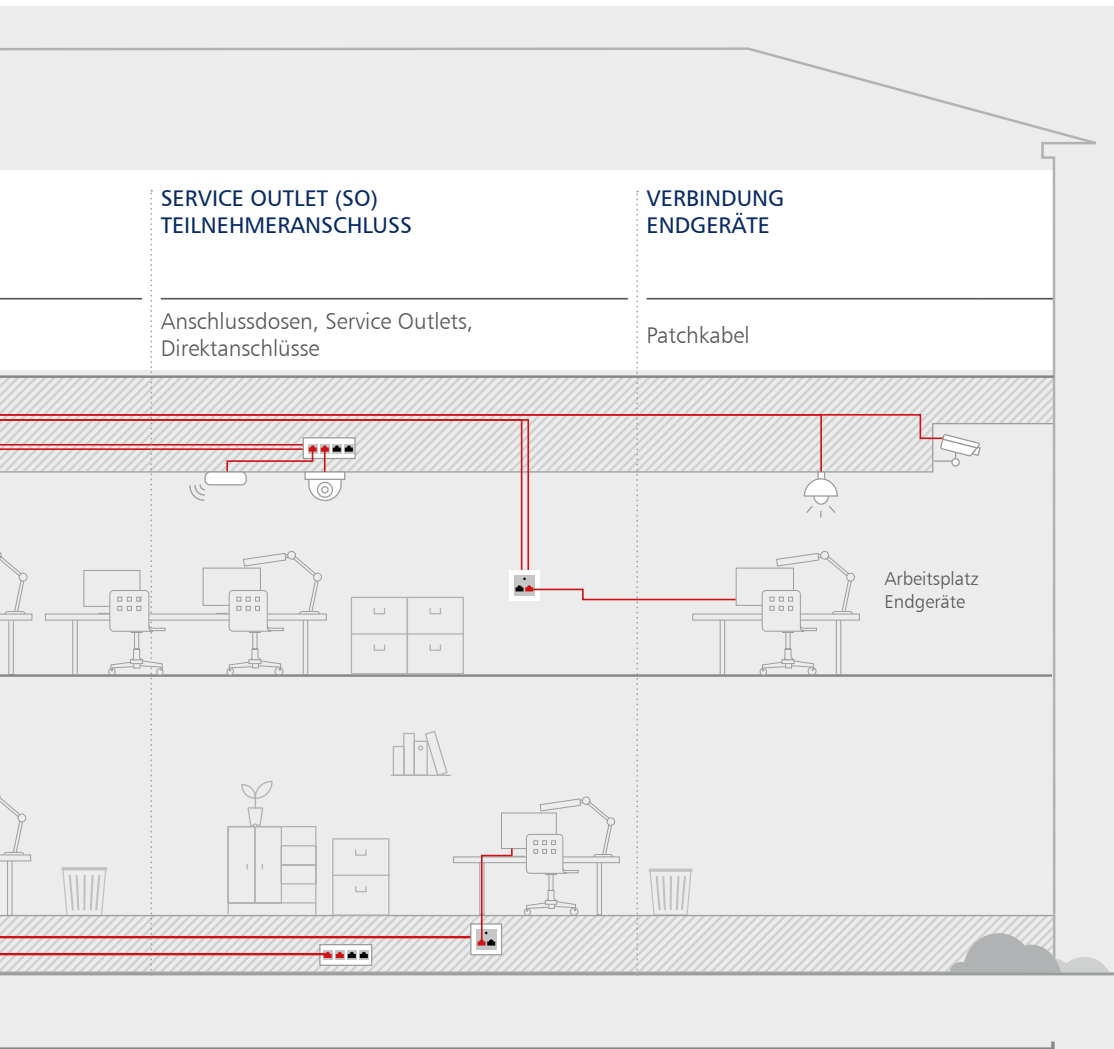 SERVICE OUTLET (SO)
TEILNEHMERANSCHLUSS
VERBINDUNG
ENDGERÄTE
Anschlussdosen, Service Outlets,
Direktanschlüsse
Patchkabel
Arbeitsplatz
Endgeräte